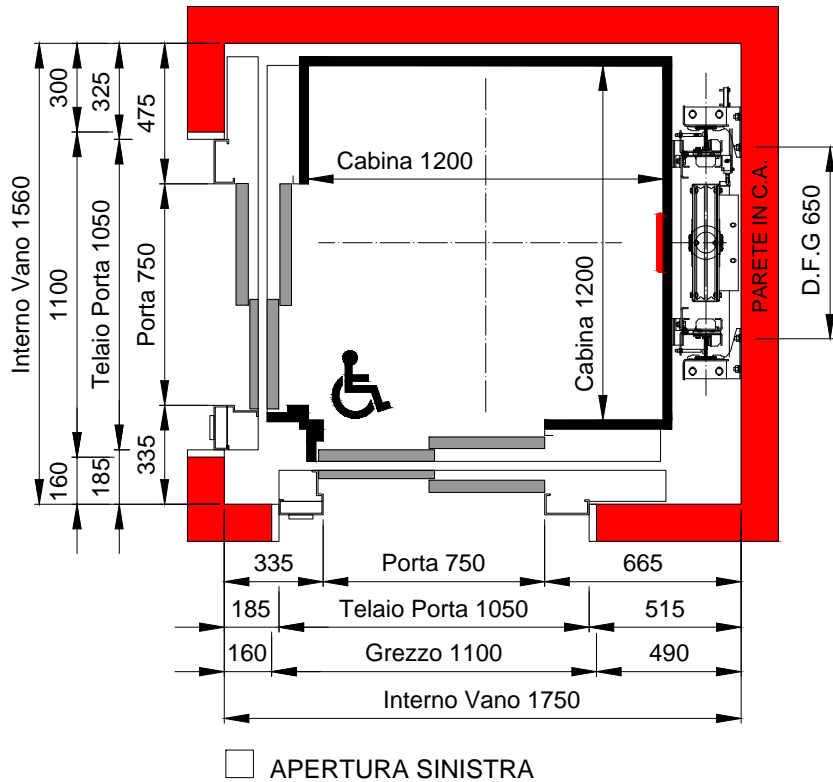 Interno Vano 1560
300
1100
160
325
Telaio Porta 1050
185
475
Porta 750
335
Cabina 1200
Cabina 1200
PARETE IN C.A.
D.F.G 650
335 Porta 750 665
185 Telaio Porta 1050 515
160 Grezzo 1100 490
Interno Vano 1750
APERTURA SINISTRA